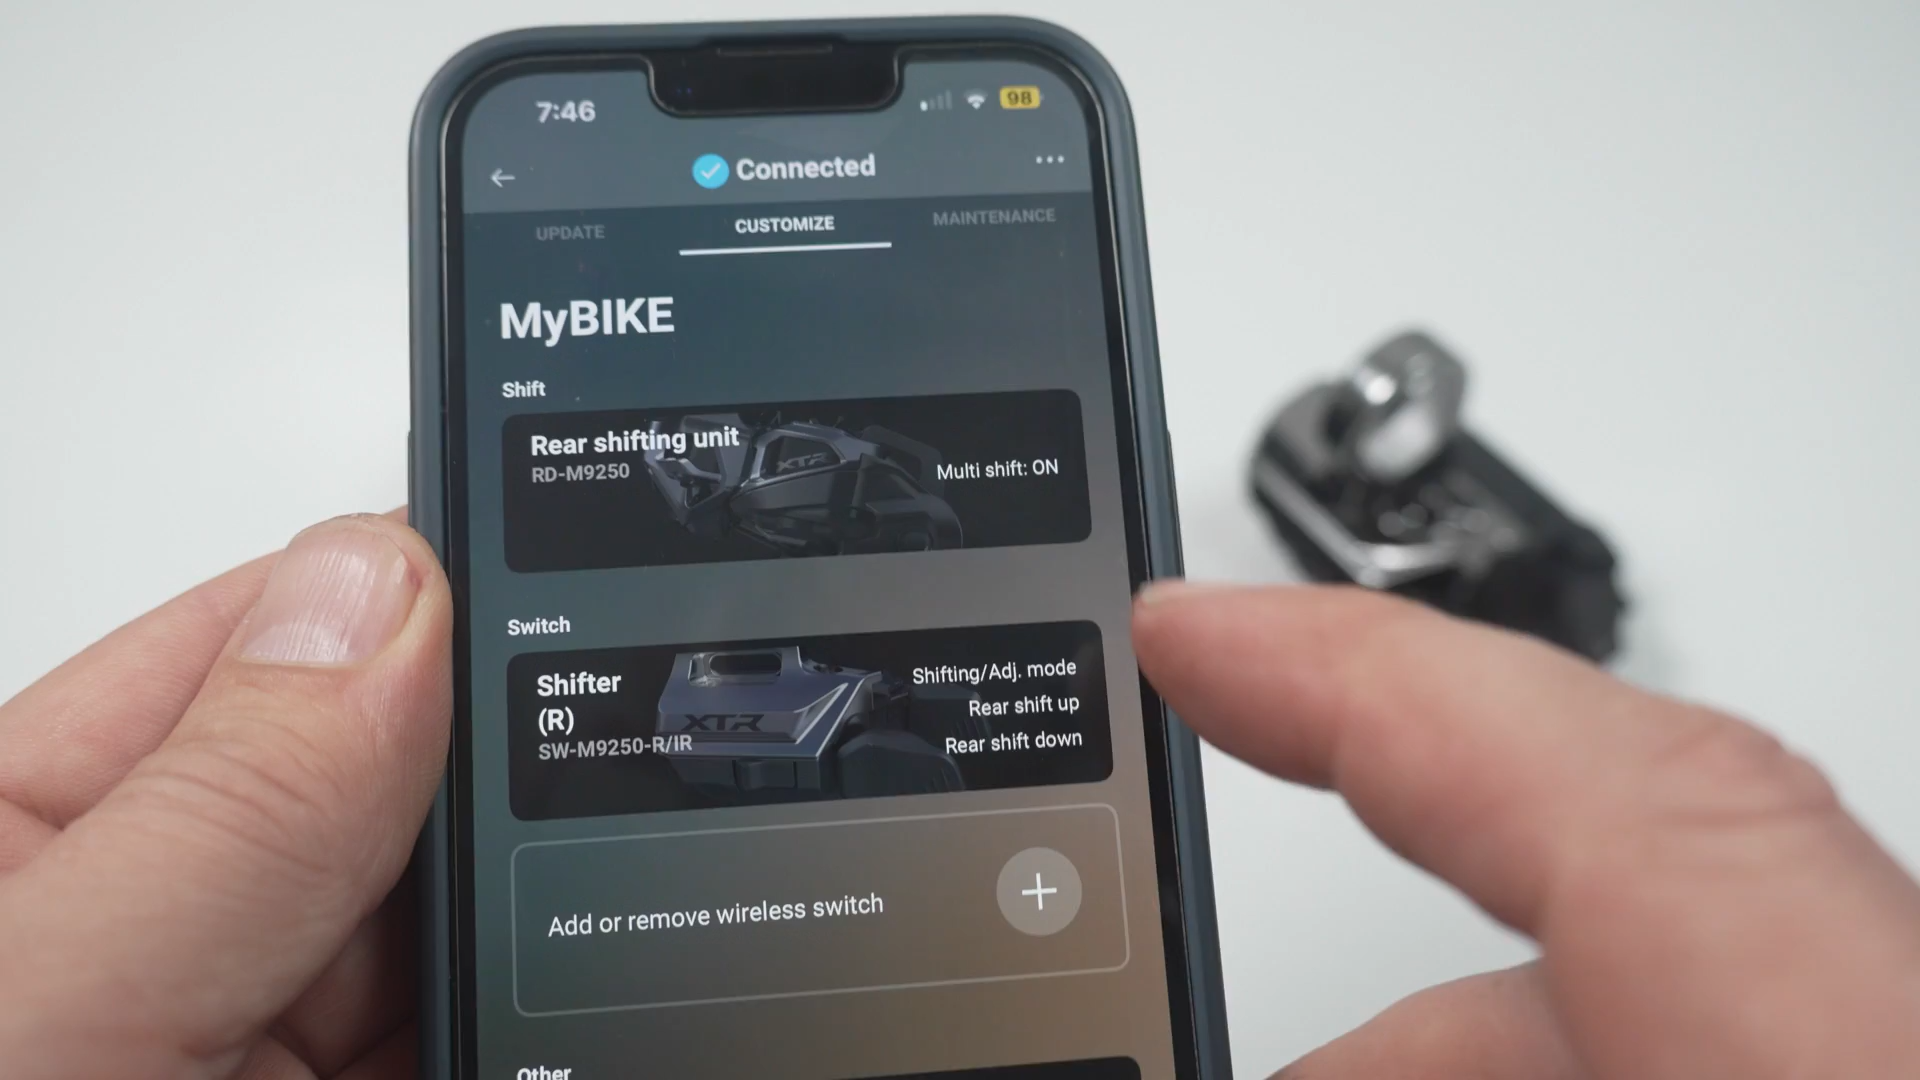 7:46
98
Connected
UPDATE
CUSTOMIZE
MAINTENANCE
MyBIKE
Shift
Rear shifting unit
RD-M9250
XTR
Multi shift: ON
Switch
Shifter
(R)
SW-M9250-R/IR
XTR
Shifting/Adj. mode
Rear shift up
Rear shift down
Add or remove wireless switch
Other